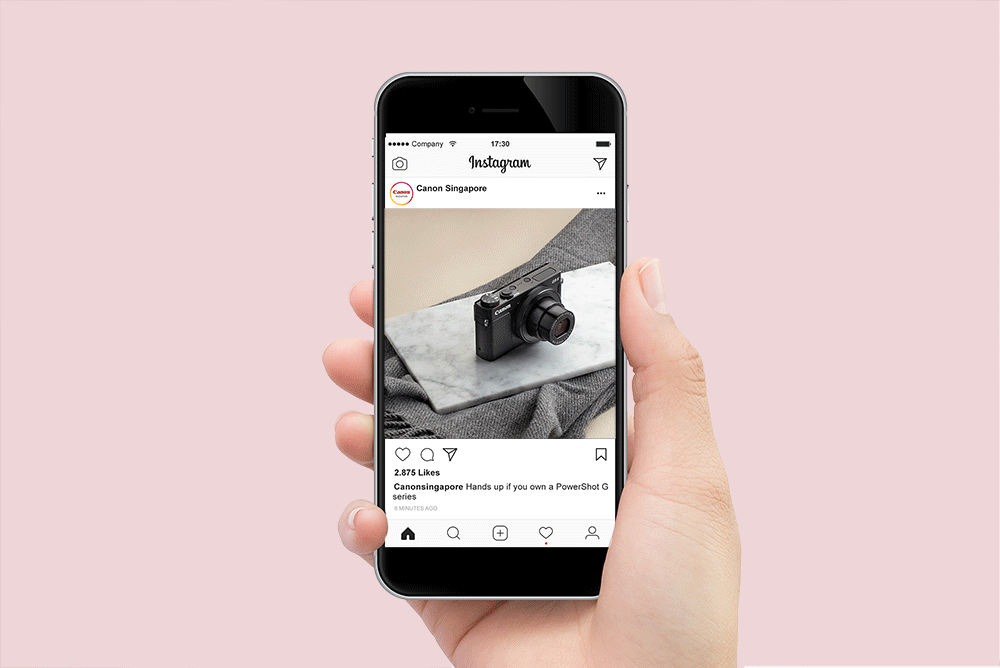 Company 17:30
Instagram
Canon
Canon Singapore
Canon
2.875 Likes
Canonsingapore Hands up if you own a PowerShot G
series
6 MINUTES AGO